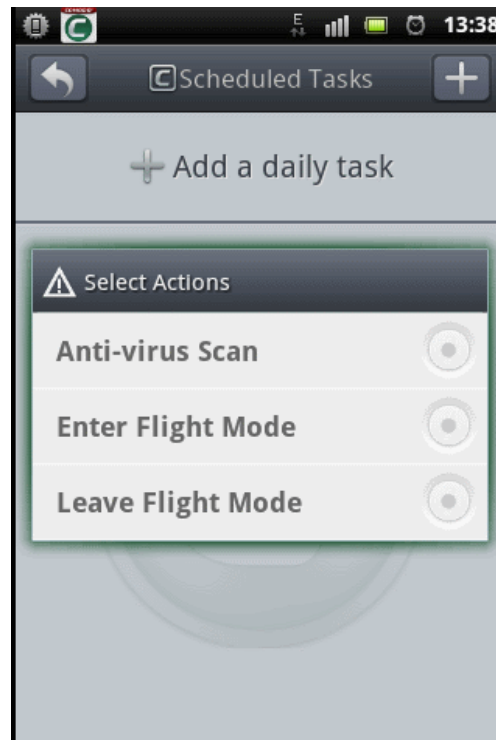 E
13:38
C Scheduled Tasks
Add a daily task
Select Actions
Anti-virus Scan
Enter Flight Mode
Leave Flight Mode